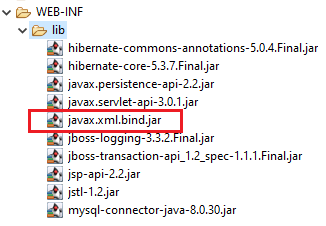 WEB-INF
lib
hibernate-commons-annotations-5.0.4.Final.jar
hibernate-core-5.3.7.Final.jar
javax.persistence-api-2.2.jar
javax.servlet-api-3.0.1.jar
javax.xml.bind.jar
jboss-logging-3.3.2.Final.jar
jboss-transaction-api_1.2_spec-1.1.1.Final.jar
jsp-api-2.2.jar
jstl-1.2.jar
mysql-connector-java-8.0.30.jar